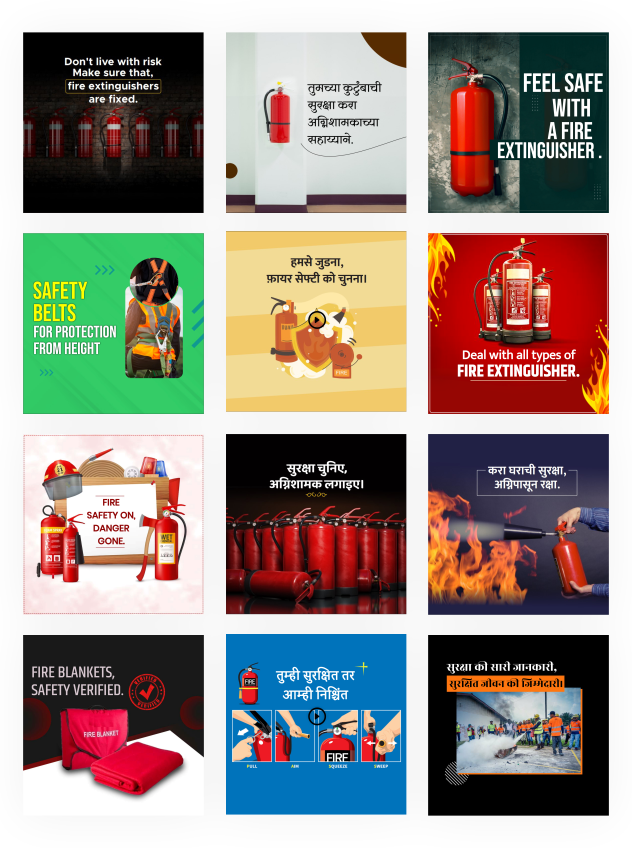 Don't live with risk
Make sure that,
fire extinguishers
are fixed.
तुमच्या कुटुंबाची
सुरक्षा करा
अग्निशामकाच्या
सहाय्याने.
FEEL SAFE
WITH
A FIRE
EXTINGUISHER .
SAFETY
BELTS
FOR PROTECTION
FROM HEIGHT
हमसे जुडना,
फ़ायर सेफ्टी को चुनना।
FIRE
Deal with all types of
FIRE EXTINGUISHER.
FIRE
SAFETY ON,
DANGER
GONE.
सुरक्षा चुनिए,
अग्निशामक लगाइए।
करा घराची सुरक्षा,
अग्निपासून रक्षा.
FIRE BLANKETS,
SAFETY VERIFIED.
VERIFIED
VERIFIED
FIRE BLANKET
तुम्ही सुरक्षित तर
आम्ही निश्चिंत
FIRE
FIRE
PULL
AIM
SQUEEZE
SWEEP
सुरक्षा की सारी जानकारी,
सुरक्षित जीवन की जिम्मेदारी।